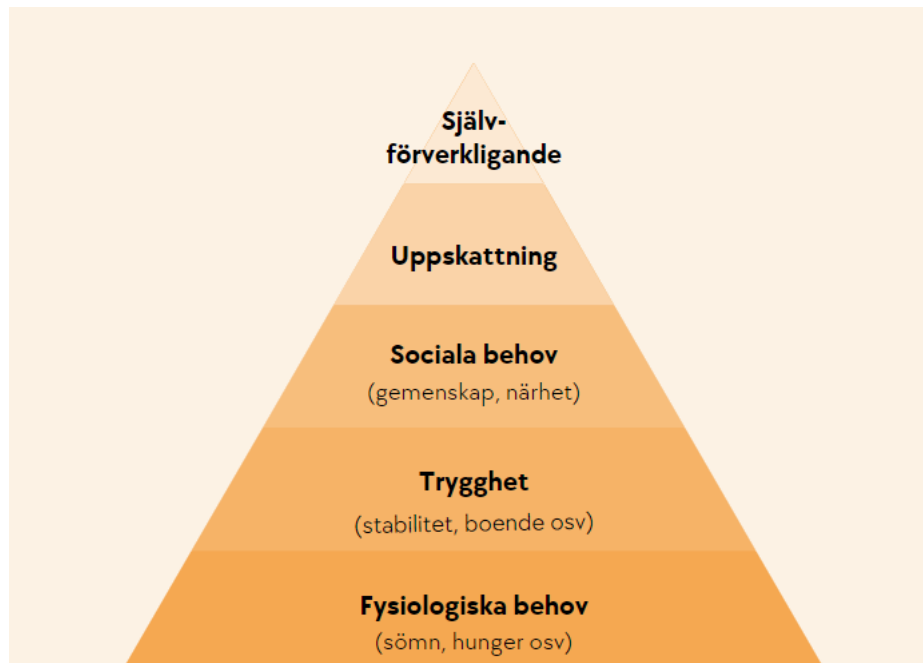 Själv-
förverkligande
Uppskattning
Sociala behov
(gemenskap, närhet)
Trygghet
(stabilitet, boende osv)
Fysiologiska behov
(sömn, hunger osv)